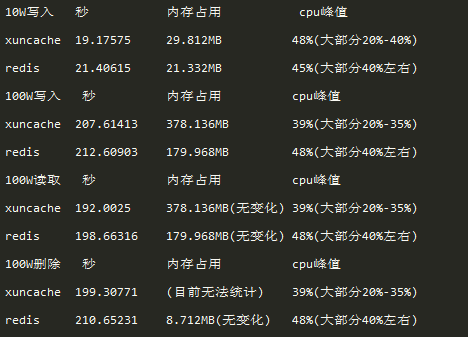 10W写入 秒 内存占用 cpu峰值
xuncache 19.17575 29.812MB 48%(大部分20%-40%)
redis 21.40615 21.332MB 45%(大部分40%左右)
100W写入 秒 内存占用 cpu峰值
xuncache 207.61413 378.136MB 39%(大部分20%-35%)
redis 212.60903 179.968MB 48%(大部分40%左右)
100W读取 秒 内存占用 cpu峰值
xuncache 192.0025 378.136MB(无变化) 39%(大部分20%-35%)
redis 198.66316 179.968MB(无变化) 48%(大部分40%左右)
100W删除 秒 内存占用 cpu峰值
xuncache 199.30771 (目前无法统计) 39%(大部分20%-35%)
redis 210.65231 8.712MB(无变化) 48%(大部分40%左右)